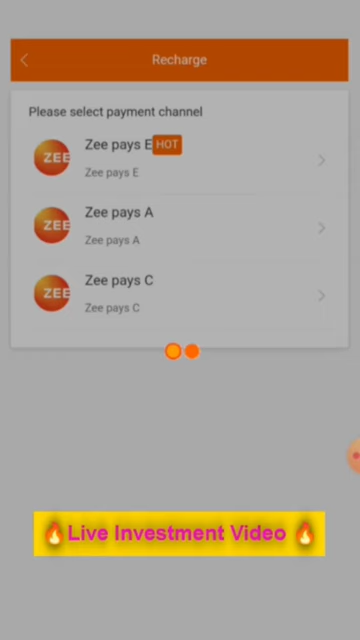 Recharge
Please select payment channel
ZEE
Zee pays E HOT
Zee pays E
ZEE
Zee pays A
Zee pays A
ZEE
Zee pays C
Zee pays C
🔥Live Investment Video 🔥